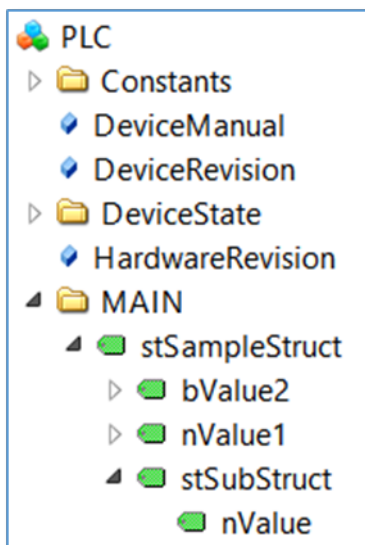 PLC
Constants
DeviceManual
DeviceRevision
DeviceState
HardwareRevision
MAIN
stSampleStruct
bValue2
nValue1
stSubStruct
nValue